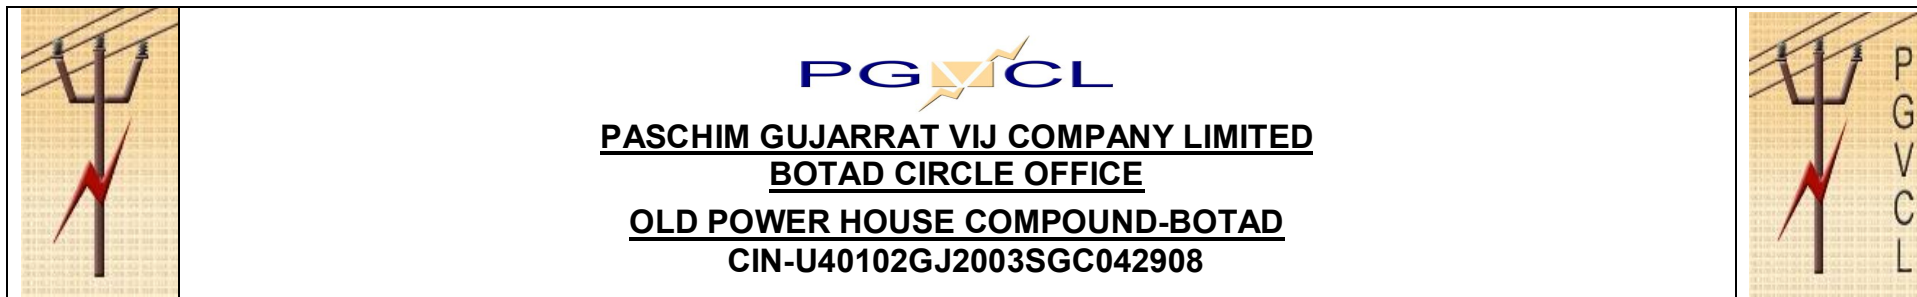 PGVCL
PASCHIM GUJARRAT VIJ COMPANY LIMITED
BOTAD CIRCLE OFFICE
OLD POWER HOUSE COMPOUND-BOTAD
CIN-U40102GJ2003SGC042908
P
G
V
C
L